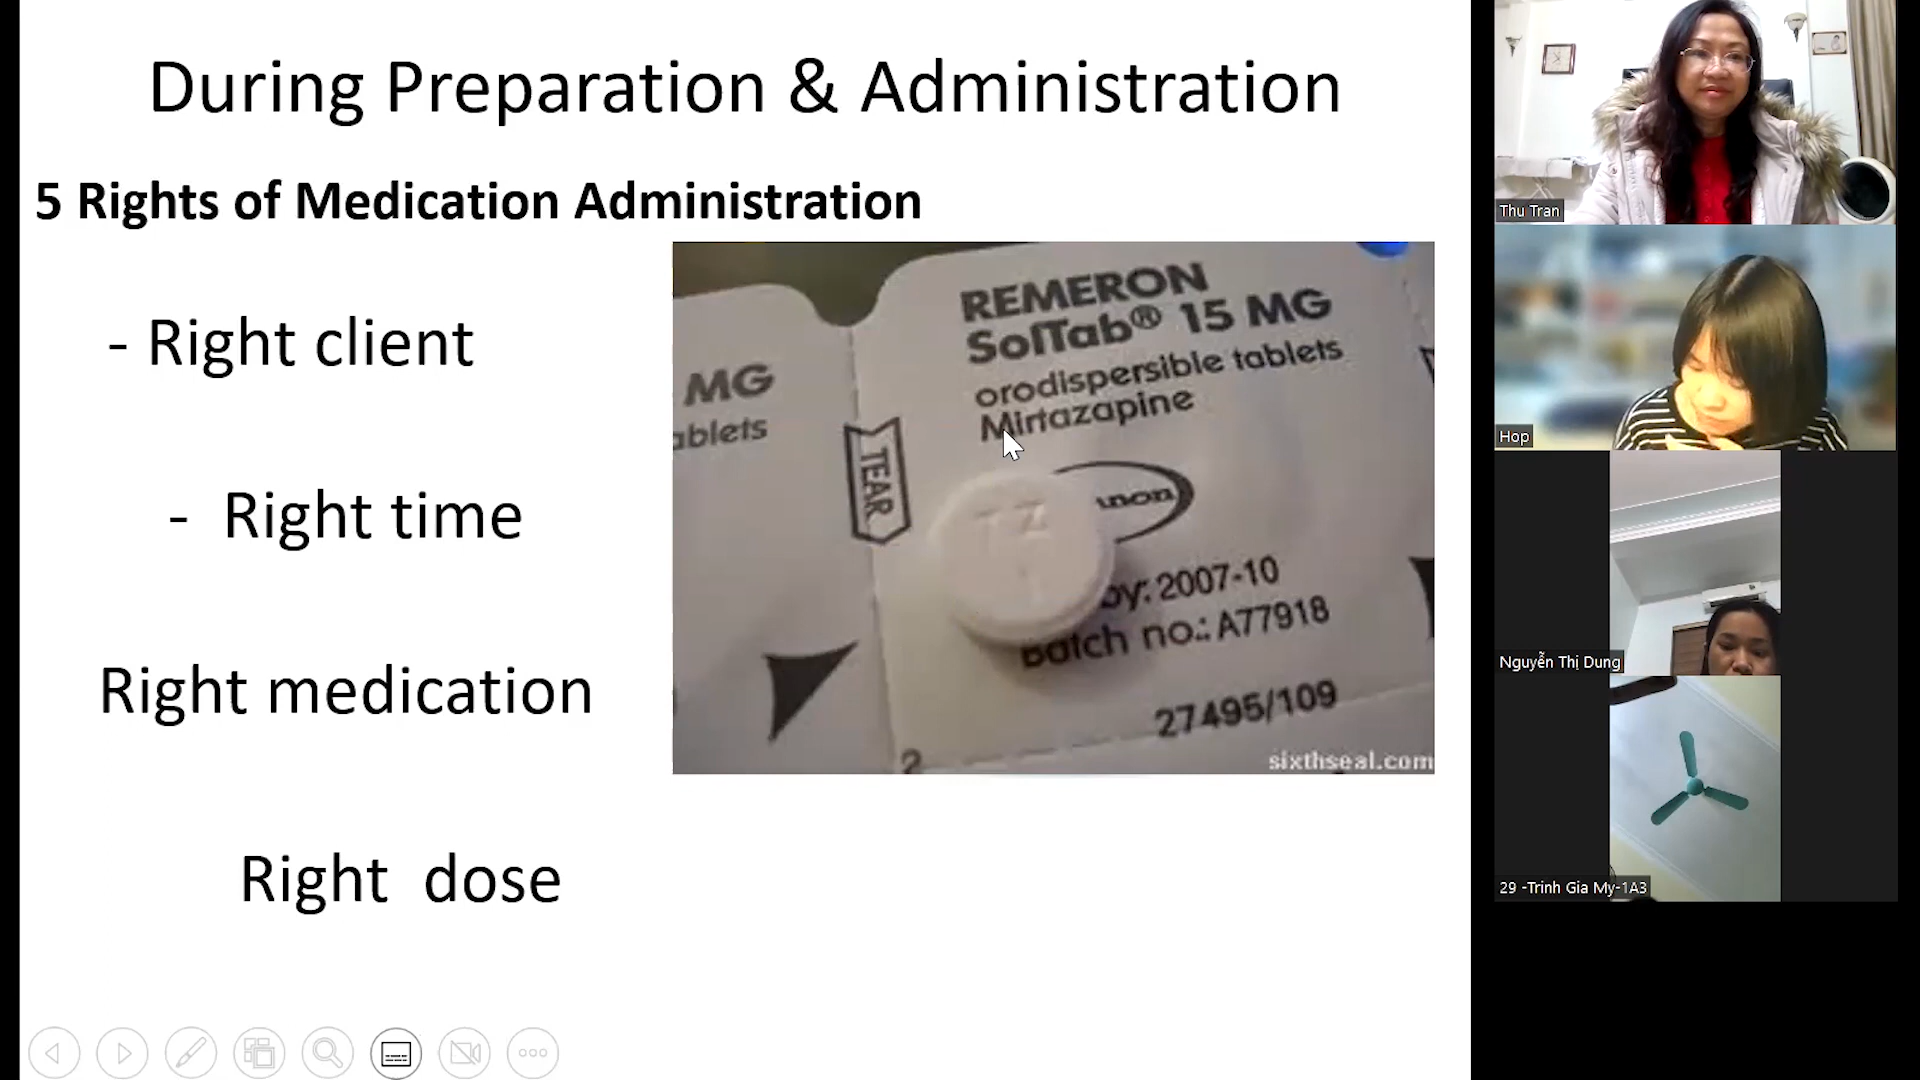 During Preparation & Administration
5 Rights of Medication Administration
- Right client
- Right time
Right medication
Right dose
MG
ablets
REMERON
SolTab® 15 MG
orodispersible tablets
Mirtazapine
TEAR
TZ
by: 2007-10
Batch no.: A77918
27495/109
2
sixthseal.com
Thu Tran
Hop
Nguyễn Thị Dung
29 -Trinh Gia My-1A3